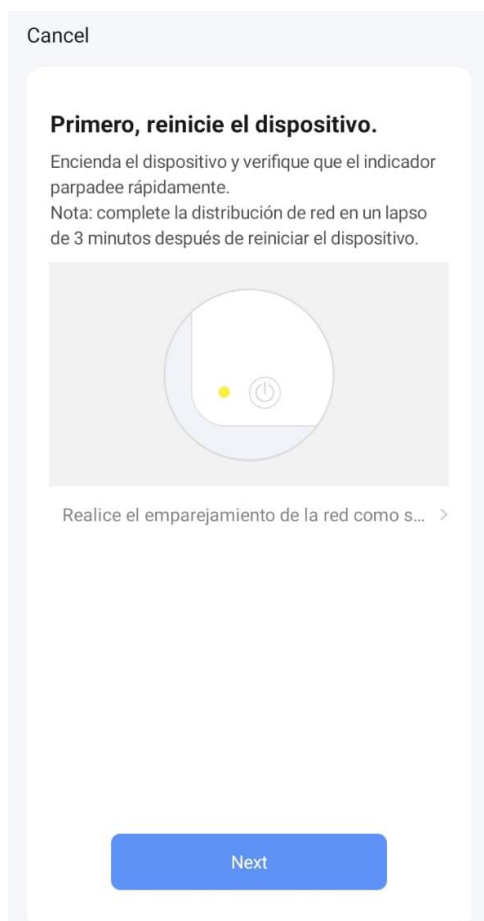 Cancel
Primero, reinicie el dispositivo.
Encienda el dispositivo y verifique que el indicador
parpadee rápidamente.
Nota: complete la distribución de red en un lapso
de 3 minutos después de reiniciar el dispositivo.
Realice el emparejamiento de la red como s...
Next